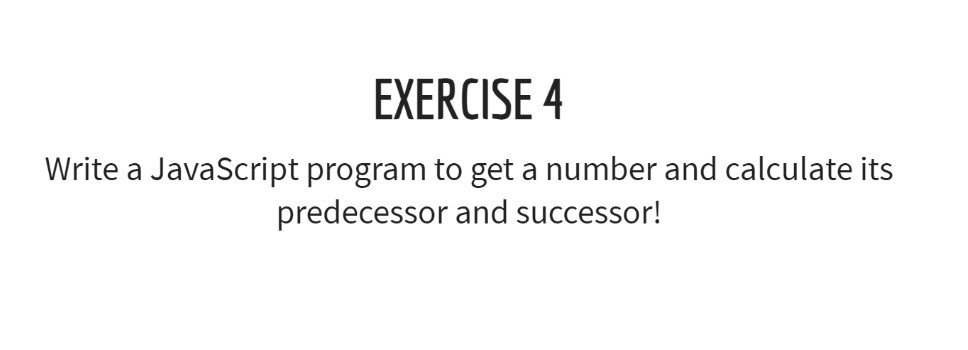 EXERCISE 4
Write a JavaScript program to get a number and calculate its
predecessor and successor!